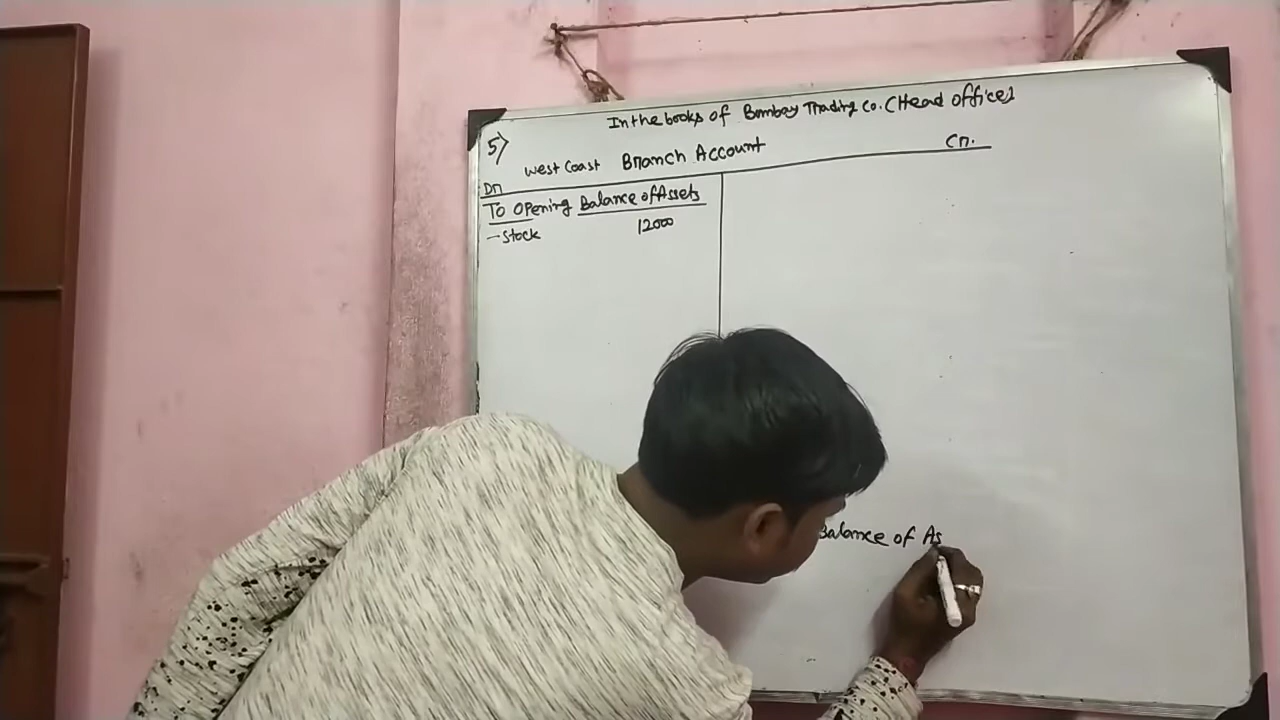 In the books of Bombay Trading Co. (Head office)
5)
West Coast Branch Account
Dr
Cr.
To Opening Balance of Assets
- Stock 12000
Balance of As